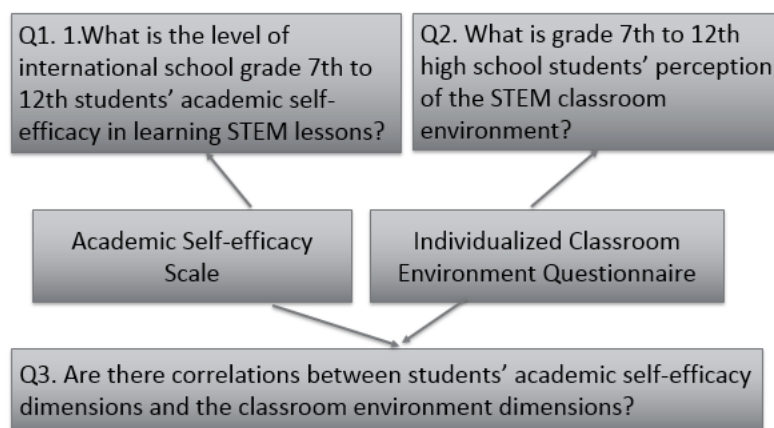 Q1. 1.What is the level of
international school grade 7th to
12th students’ academic self-
efficacy in learning STEM lessons?
Q2. What is grade 7th to 12th
high school students’ perception
of the STEM classroom
environment?
Academic Self-efficacy
Scale
Individualized Classroom
Environment Questionnaire
Q3. Are there correlations between students’ academic self-efficacy
dimensions and the classroom environment dimensions?